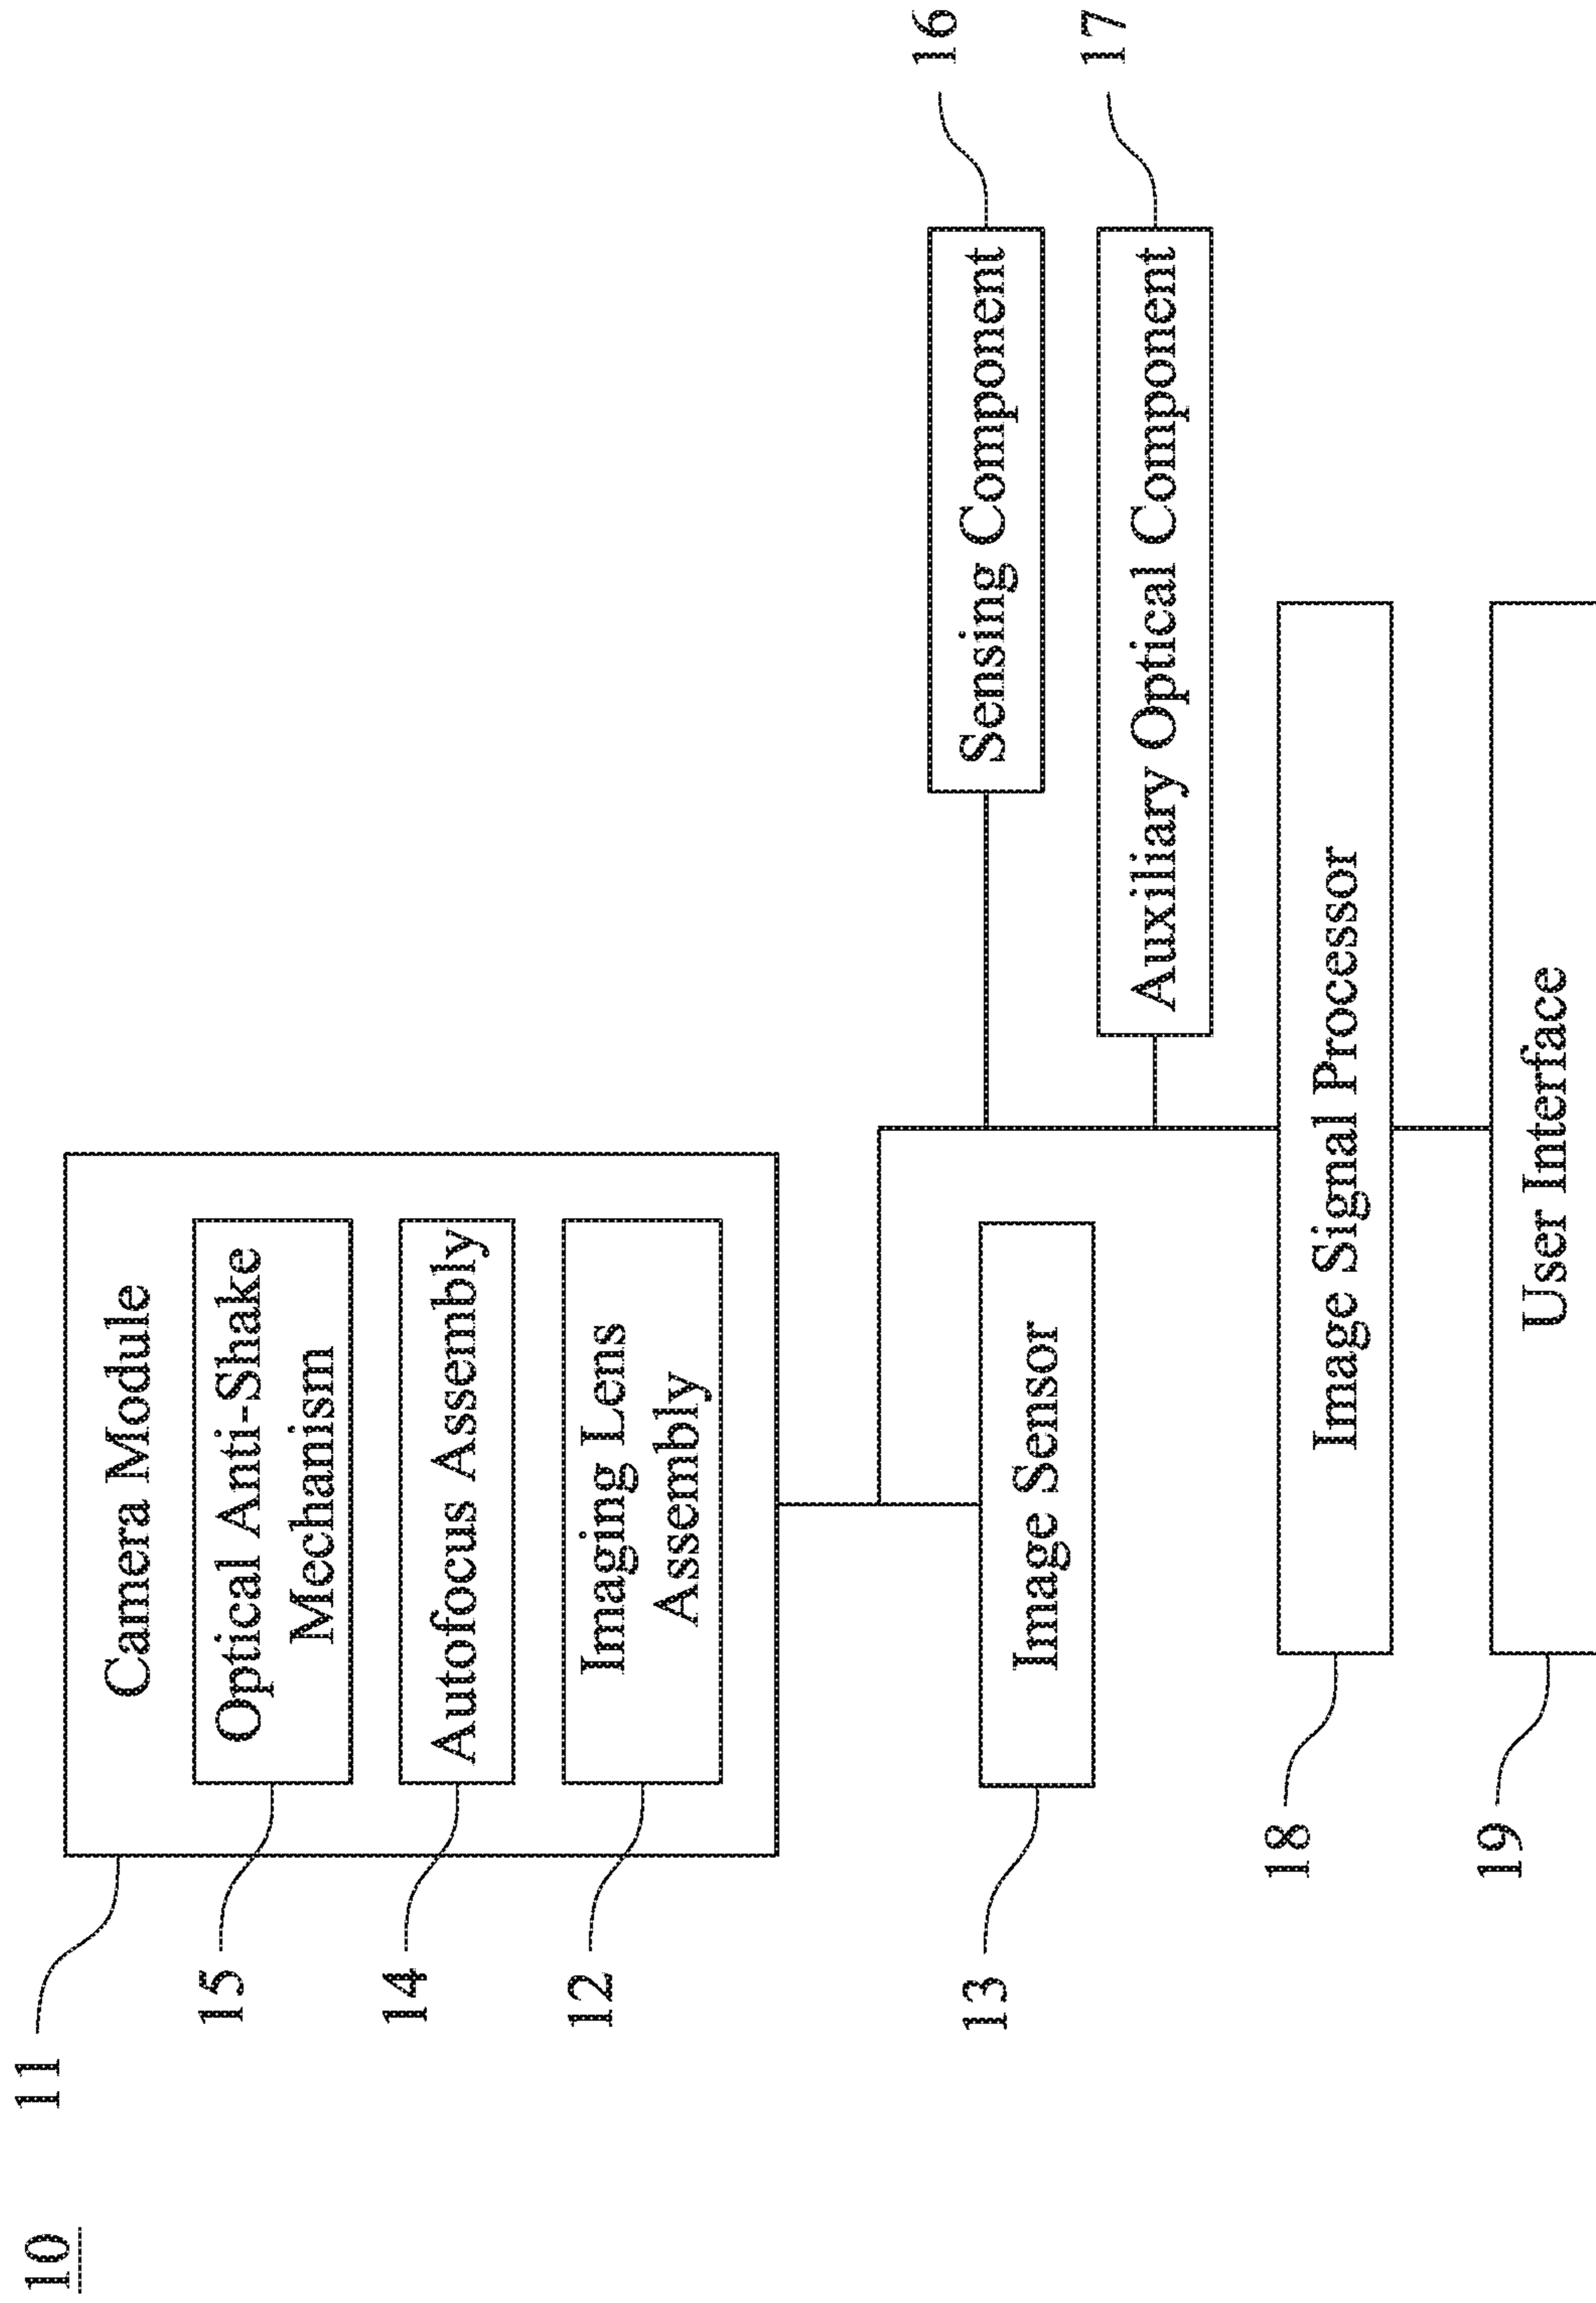 10
11
Camera Module
15
Optical Anti-Shake
Mechanism
14
Autofocus Assembly
12
Imaging Lens
Assembly
16
Sensing Component
13
Image Sensor
17
Auxiliary Optical Component
18
Image Signal Processor
19
User Interface